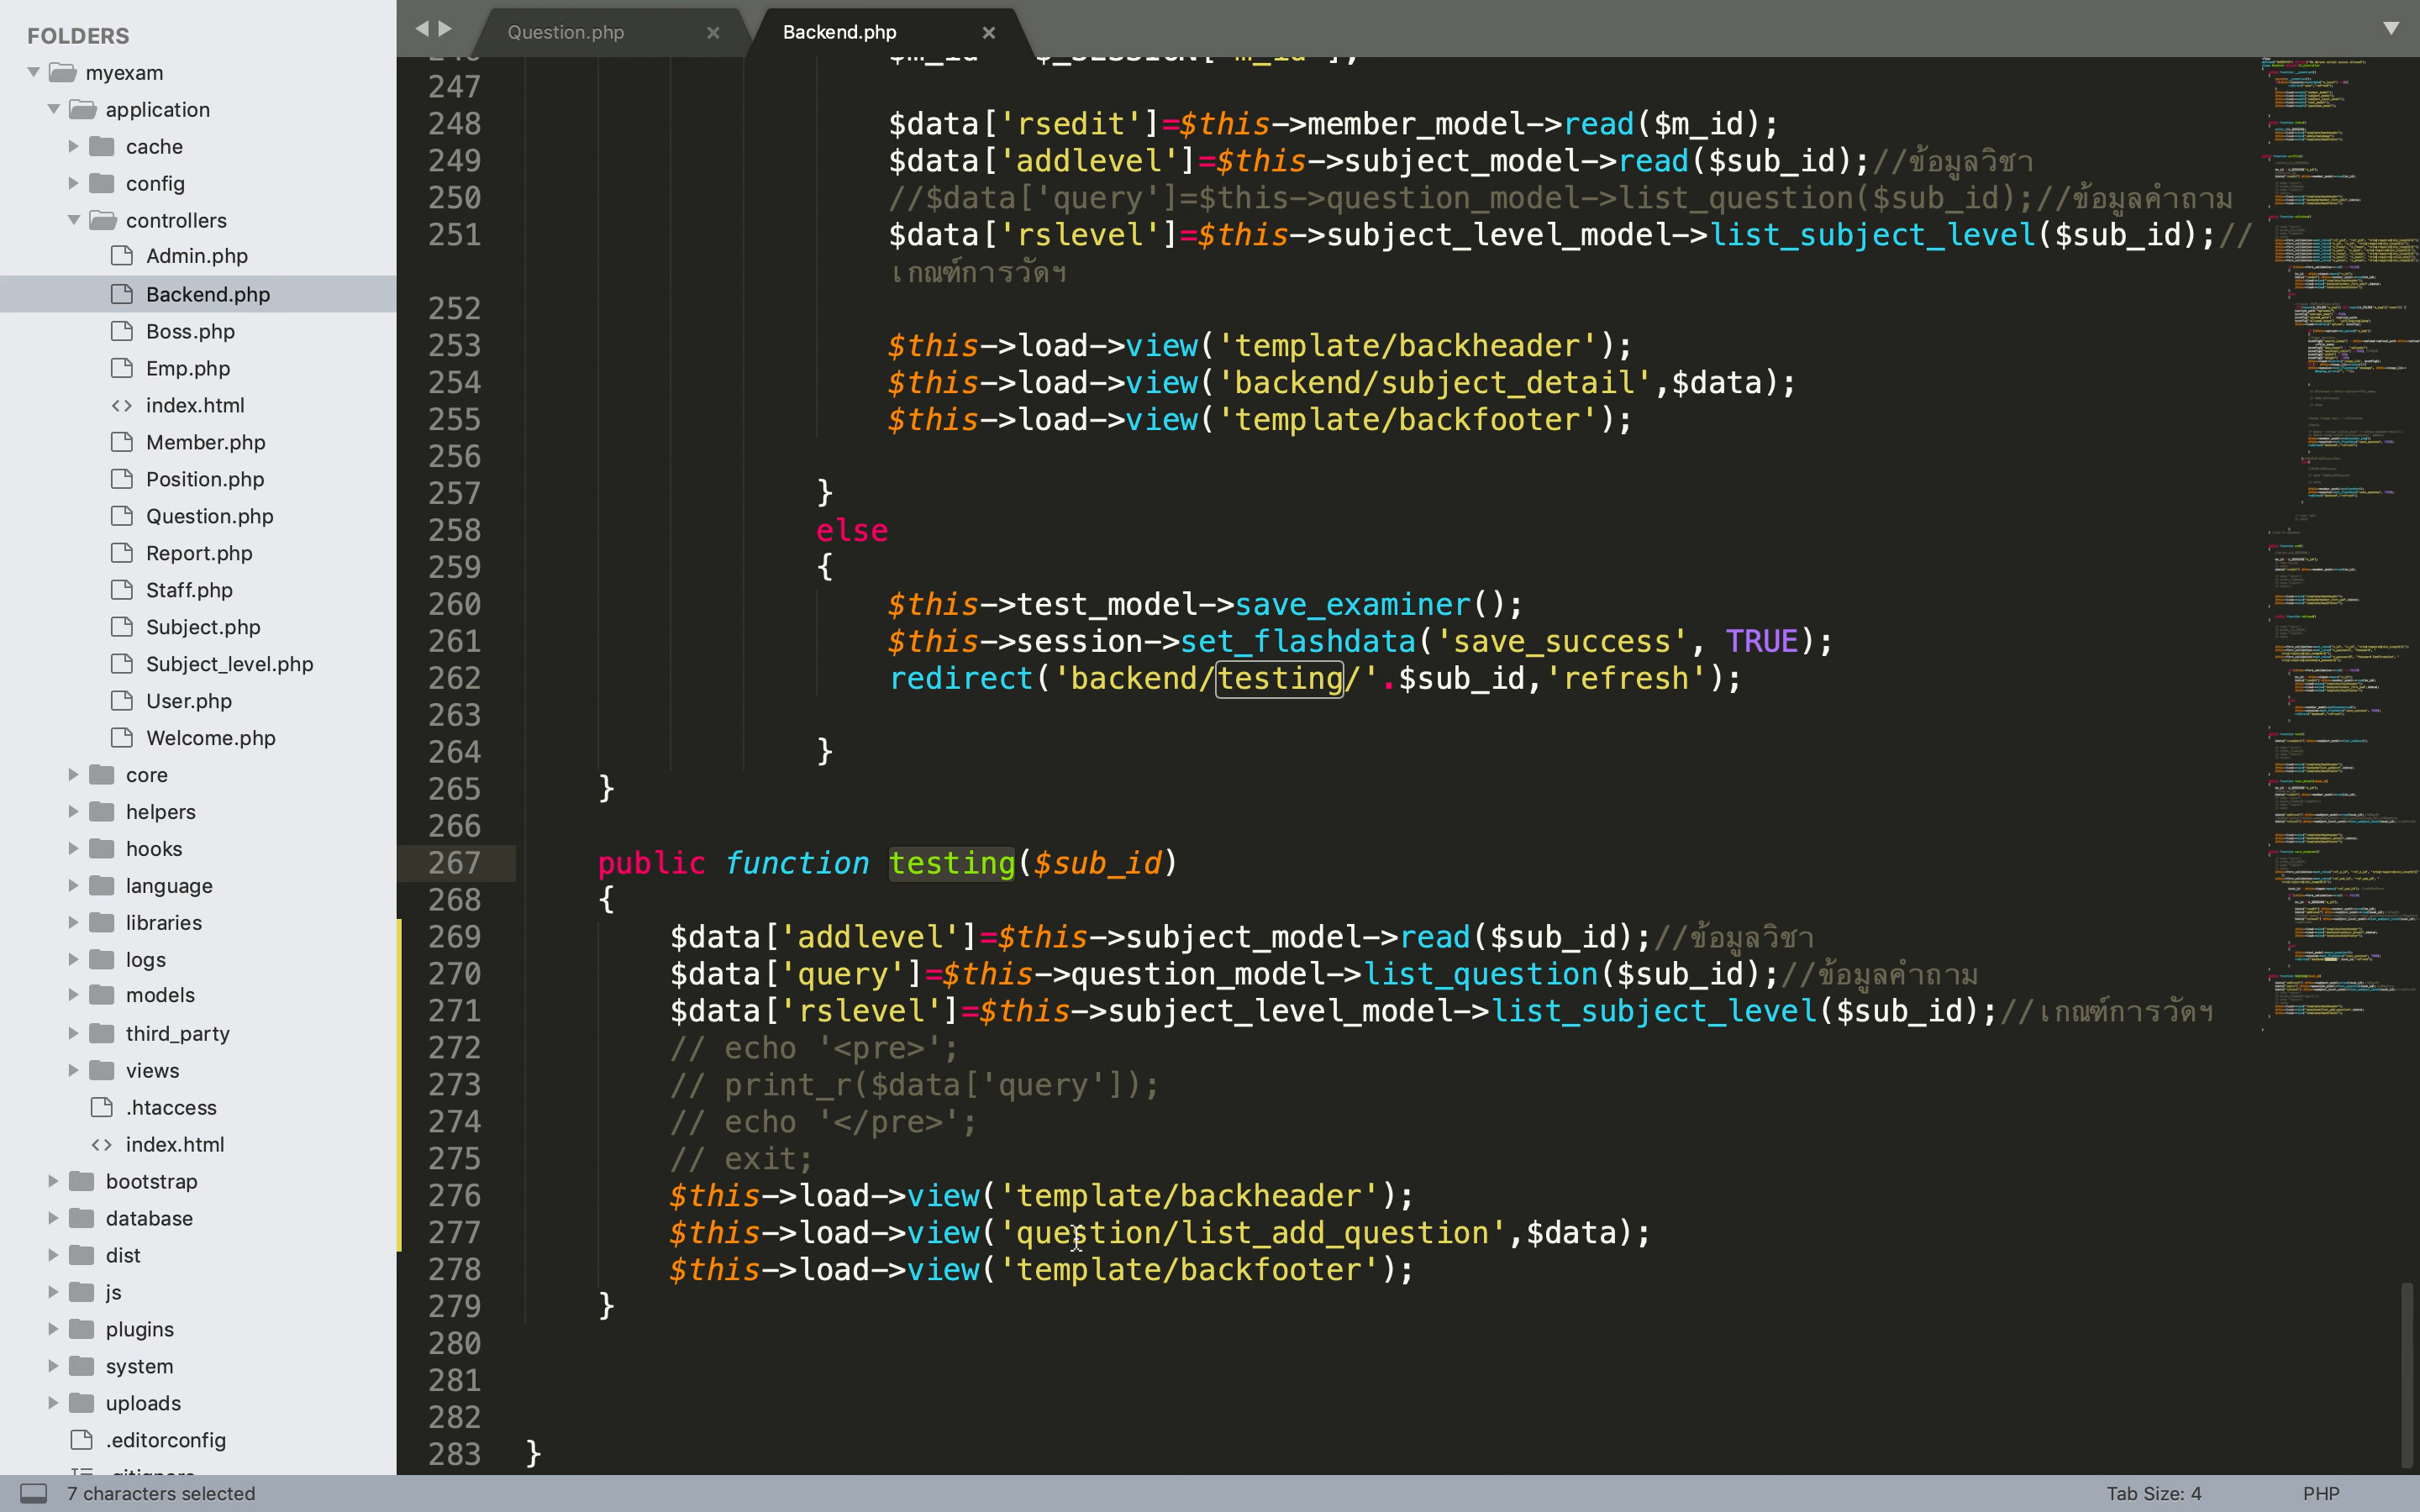 FOLDERS
myexam
application
cache
config
controllers
Admin.php
Backend.php
Boss.php
Emp.php
index.html
Member.php
Position.php
Question.php
Report.php
Staff.php
Subject.php
Subject_level.php
User.php
Welcome.php
core
helpers
hooks
language
libraries
logs
models
third_party
views
.htaccess
index.html
bootstrap
database
dist
js
plugins
system
uploads
.editorconfig
Question.php
Backend.php
247
248 $data['rsedit']=$this->member_model->read($m_id);
249 $data['addlevel']=$this->subject_model->read($sub_id);//ข้อมูลวิชา
250 //$data['query']=$this->question_model->list_question($sub_id);//ข้อมูลคำถาม
251 $data['rslevel']=$this->subject_level_model->list_subject_level($sub_id);//
เกณฑ์การวัดฯ
252
253 $this->load->view('template/backheader');
254 $this->load->view('backend/subject_detail',$data);
255 $this->load->view('template/backfooter');
256
257 }
258 else
259 {
260 $this->test_model->save_examiner();
261 $this->session->set_flashdata('save_success', TRUE);
262 redirect('backend/testing/'.$sub_id,'refresh');
263
264 }
265 }
266
267 public function testing($sub_id)
268 {
269 $data['addlevel']=$this->subject_model->read($sub_id);//ข้อมูลวิชา
270 $data['query']=$this->question_model->list_question($sub_id);//ข้อมูลคำถาม
271 $data['rslevel']=$this->subject_level_model->list_subject_level($sub_id);//เกณฑ์การวัดฯ
272 // echo '<pre>';
273 // print_r($data['query']);
274 // echo '</pre>';
275 // exit;
276 $this->load->view('template/backheader');
277 $this->load->view('question/list_add_question',$data);
278 $this->load->view('template/backfooter');
279 }
280
281
282
283 }
7 characters selected
Tab Size: 4
PHP